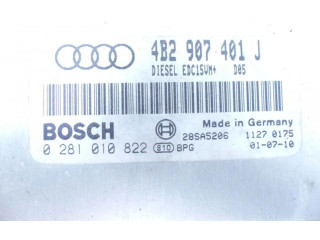 4B2 907 401 J
DIESEL EDC15VM+ D05
BOSCH
Made in Germany
28SA5206 1127 0175
0 281 010 822 S10 BPG 01-07-10